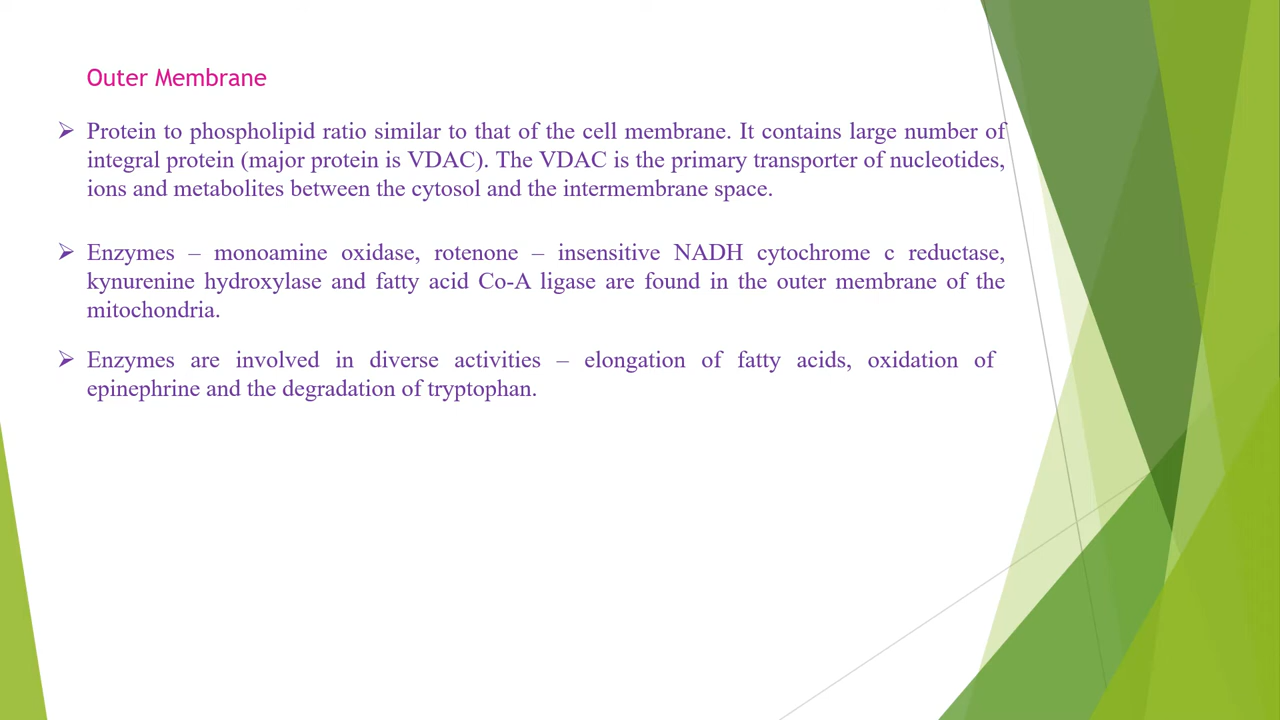 Outer Membrane
➢ Protein to phospholipid ratio similar to that of the cell membrane. It contains large number of
integral protein (major protein is VDAC). The VDAC is the primary transporter of nucleotides,
ions and metabolites between the cytosol and the intermembrane space.
➢ Enzymes – monoamine oxidase, rotenone – insensitive NADH cytochrome c reductase,
kynurenine hydroxylase and fatty acid Co-A ligase are found in the outer membrane of the
mitochondria.
➢ Enzymes are involved in diverse activities – elongation of fatty acids, oxidation of
epinephrine and the degradation of tryptophan.